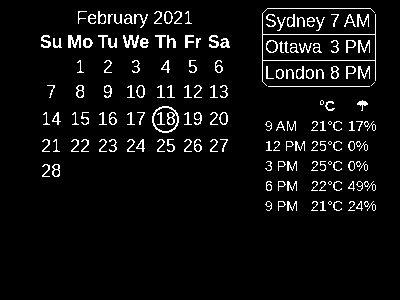 February 2021
Su Mo Tu We Th Fr Sa
1 2 3 4 5 6
7 8 9 10 11 12 13
14 15 16 17 18 19 20
21 22 23 24 25 26 27
28
Sydney 7 AM
Ottawa 3 PM
London 8 PM
°C
9 AM 21°C 17%
12 PM 25°C 0%
3 PM 25°C 0%
6 PM 22°C 49%
9 PM 21°C 24%